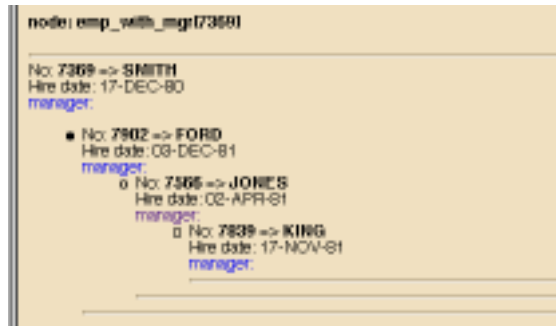 node: emp_with_mgr[7369]
No: 7369 => SMITH
Hire date: 17-DEC-80
manager:
No: 7902 => FORD
Hire date: 03-DEC-81
manager:
No: 7566 => JONES
Hire date: 02-APR-81
manager:
No: 7839 => KING
Hire date: 17-NOV-81
manager: